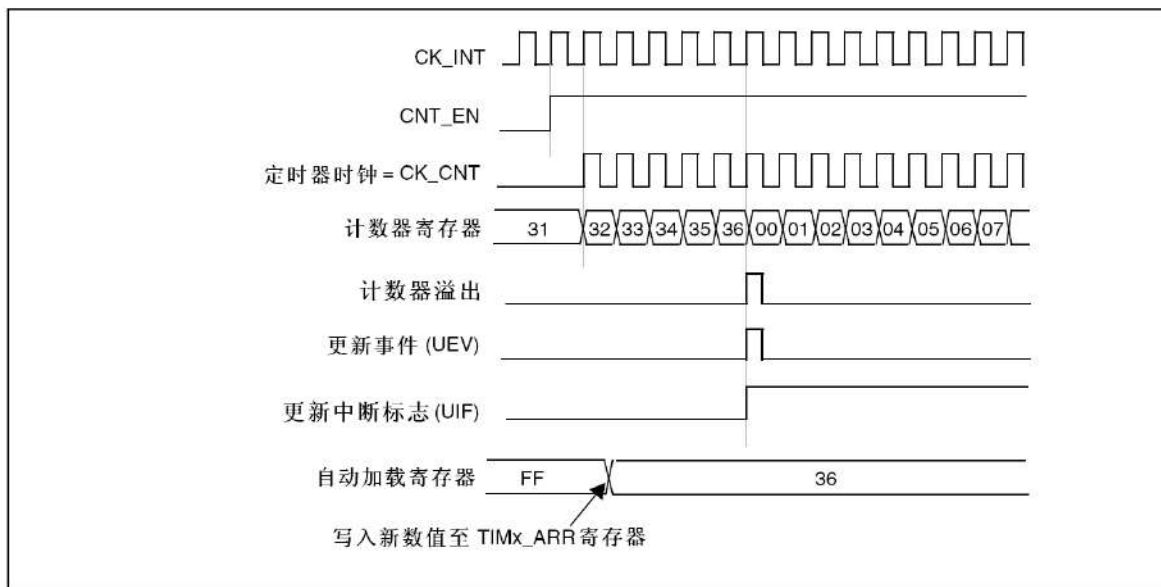 CK_INT
CNT_EN
定时器时钟 = CK_CNT
计数器寄存器 31 32 33 34 35 36 00 01 02 03 04 05 06 07
计数器溢出
更新事件 (UEV)
更新中断标志 (UIF)
自动加载寄存器 FF 36
写入新数值至 TIMx_ARR寄存器